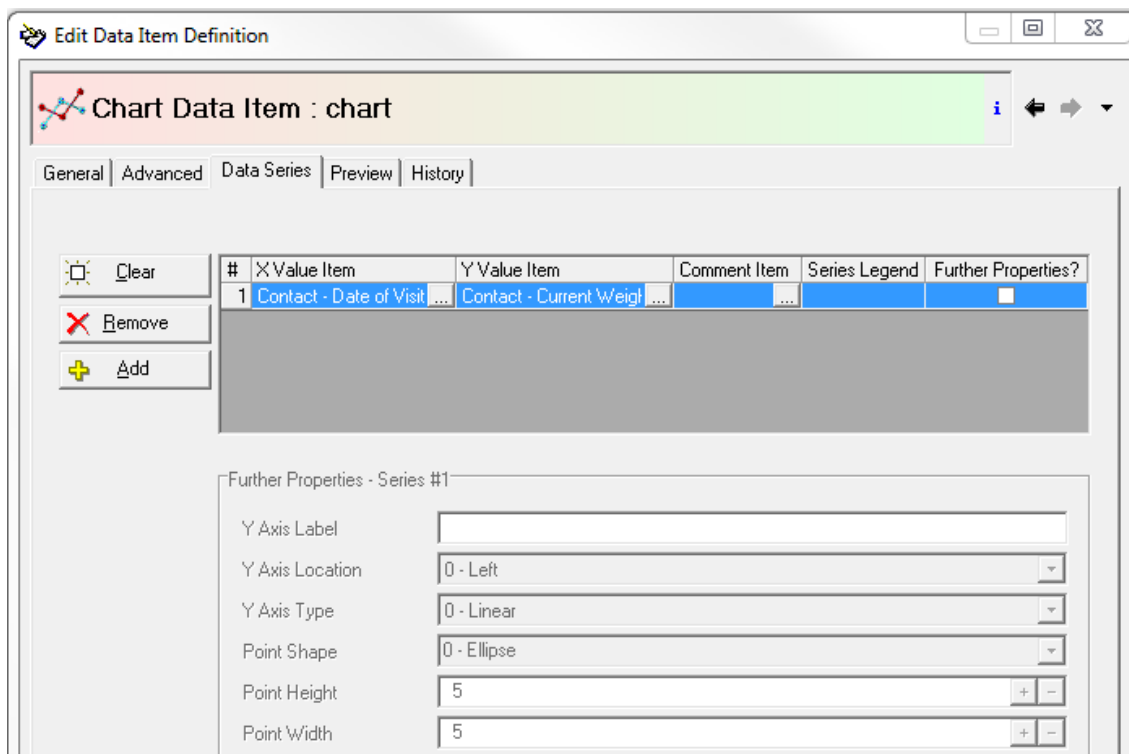 Edit Data Item Definition
Chart Data Item : chart
i
General Advanced Data Series Preview History
Clear
Remove
Add
# X Value Item Y Value Item Comment Item Series Legend Further Properties?
1 Contact - Date of Visit ... Contact - Current Weigh ... ...
Further Properties - Series #1
Y Axis Label
Y Axis Location 0 - Left
Y Axis Type 0 - Linear
Point Shape 0 - Ellipse
Point Height 5 + -
Point Width 5 + -